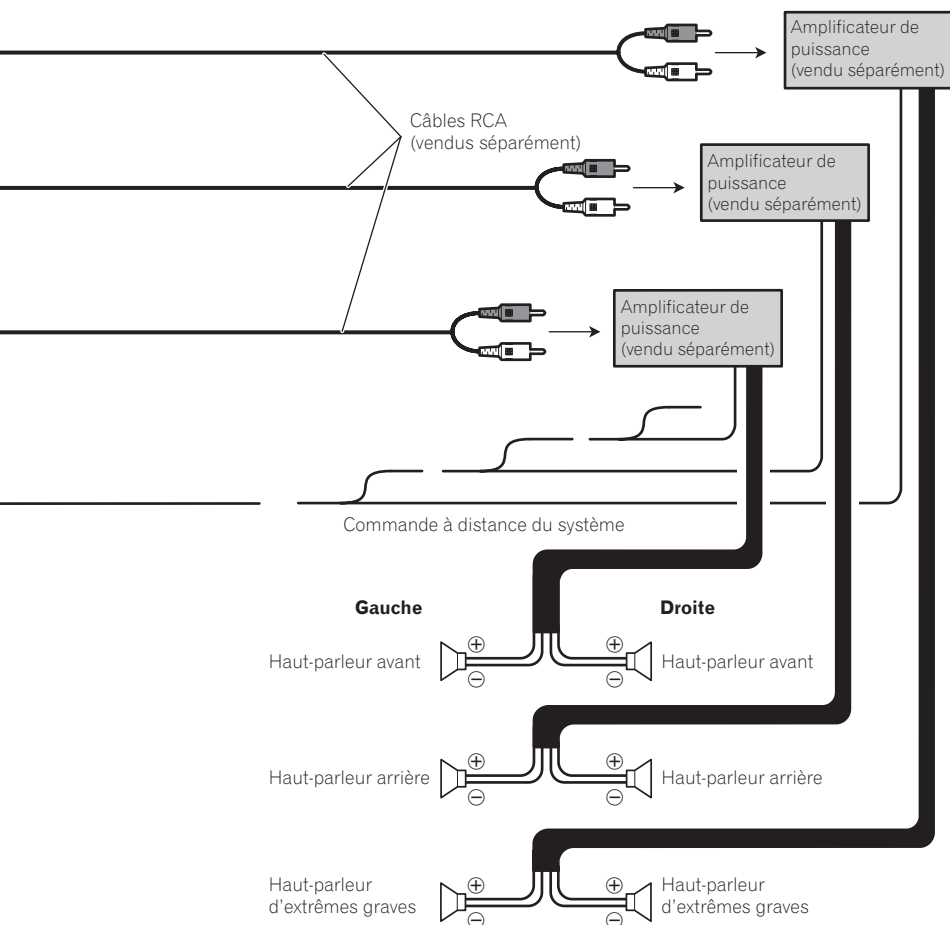 Amplificateur de
puissance
(vendu séparément)
Câbles RCA
(vendus séparément)
Amplificateur de
puissance
(vendu séparément)
Amplificateur de
puissance
(vendu séparément)
Commande à distance du système
Gauche
Droite
Haut-parleur avant
Haut-parleur avant
Haut-parleur arrière
Haut-parleur arrière
Haut-parleur
d'extrêmes graves
Haut-parleur
d'extrêmes graves